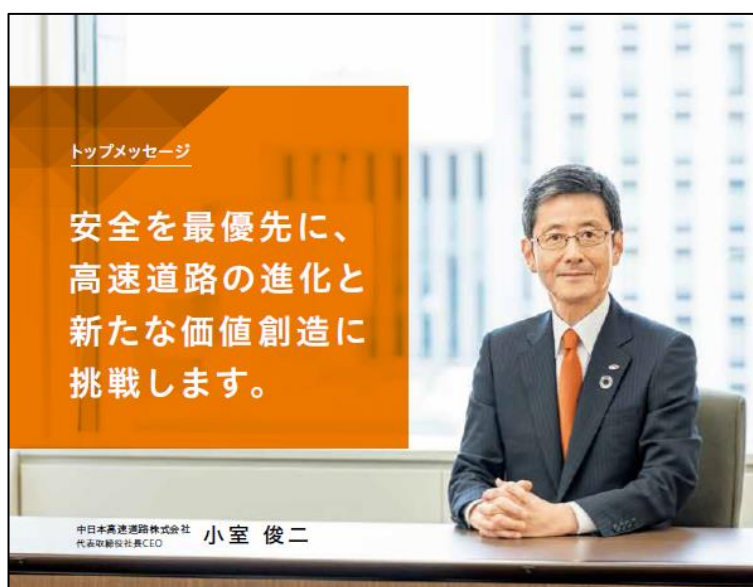 トップメッセージ
安全を最優先に、
高速道路の進化と
新たな価値創造に
挑戦します。
中日本高速道路株式会社
代表取締役社長CEO
小室 俊二